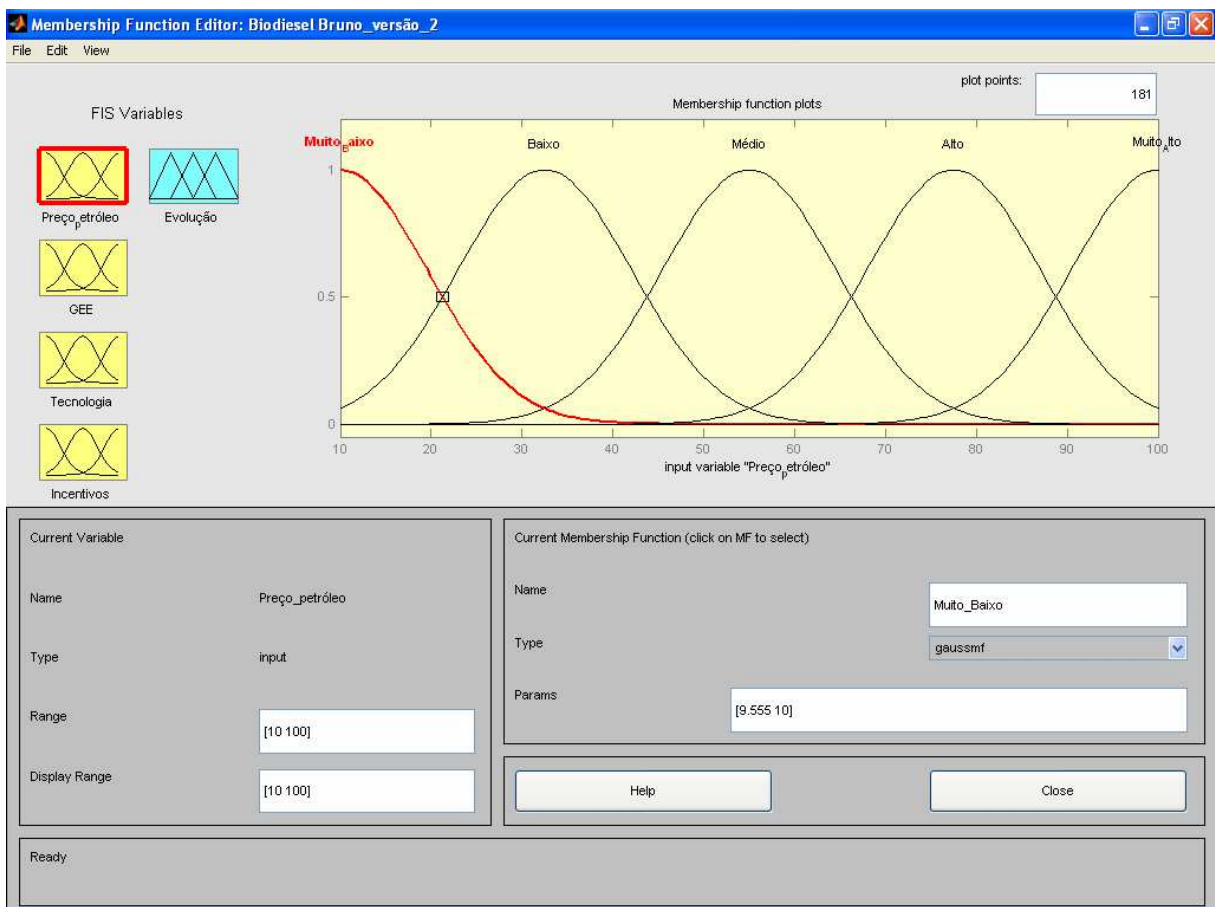 Membership Function Editor: Biodiesel Bruno_versão_2
File Edit View
FIS Variables
Preço_petróleo
Evolução
GEE
Tecnologia
Incentivos
plot points:
181
Membership function plots
Muito_Baixo Baixo Médio Alto Muito_Alto
1
0.5
0
10 20 30 40 50 60 70 80 90 100
input variable "Preço_petróleo"
Current Variable
Name Preço_petróleo
Type input
Range [10 100]
Display Range [10 100]
Current Membership Function (click on MF to select)
Name Muito_Baixo
Type gaussmf
Params [9.555 10]
Help Close
Ready